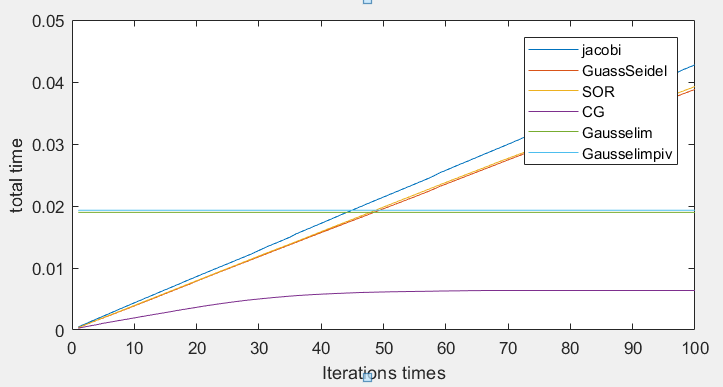 0.05
0.04
0.03
0.02
0.01
0
total time
jacobi
GuassSeidel
SOR
CG
Gausselim
Gausselimpiv
0 10 20 30 40 50 60 70 80 90 100
Iterations times